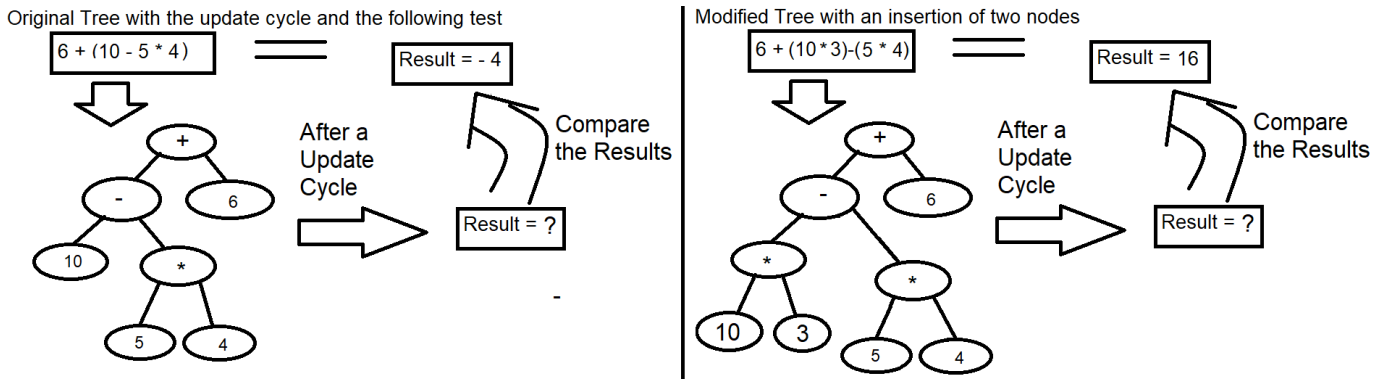 Original Tree with the update cycle and the following test
6 + (10 - 5 * 4)
Result = - 4
+
-
6
10
*
5
4
After a
Update
Cycle
Compare
the Results
Result = ?
-
Modified Tree with an insertion of two nodes
6 + (10*3)-(5 * 4)
Result = 16
+
-
6
*
*
10
3
5
4
After a
Update
Cycle
Compare
the Results
Result = ?